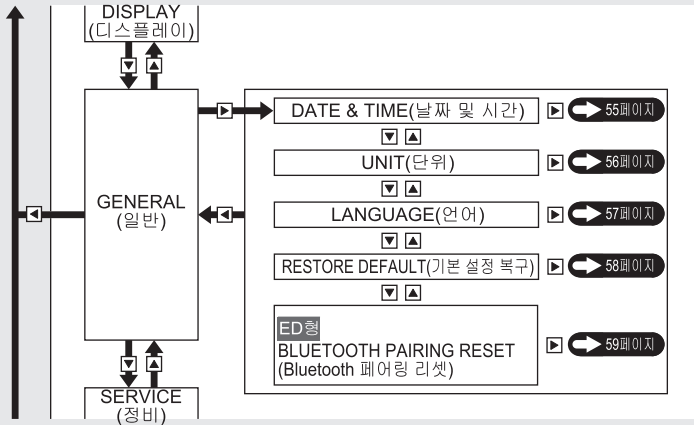 DISPLAY
(디스플레이)
GENERAL
(일반)
DATE & TIME(날짜 및 시간)
55페이지
UNIT(단위)
56페이지
LANGUAGE(언어)
57페이지
RESTORE DEFAULT(기본 설정 복구)
58페이지
ED형
BLUETOOTH PAIRING RESET
(Bluetooth 페어링 리셋)
59페이지
SERVICE
(정비)